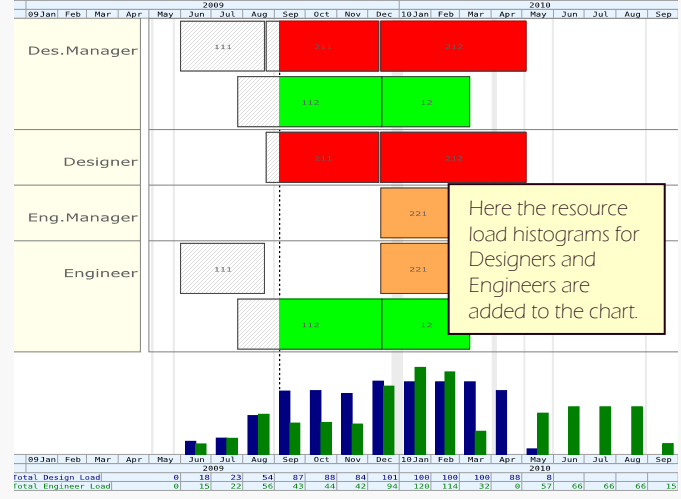 2009 2010
09Jan Feb Mar Apr May Jun Jul Aug Sep Oct Nov Dec 10Jan Feb Mar Apr May Jun Jul Aug Sep
Des.Manager 111 211 212
112 12
Designer 211 212
Eng.Manager 221
Engineer 111 221
112 12
Here the resource
load histograms for
Designers and
Engineers are
added to the chart.
09Jan Feb Mar Apr May Jun Jul Aug Sep Oct Nov Dec 10Jan Feb Mar Apr May Jun Jul Aug Sep
2009 2010
Total Design Load 0 18 23 54 87 88 84 101 100 100 100 88 8
Total Engineer Load 0 15 22 56 43 44 42 94 120 114 32 0 57 66 66 66 15